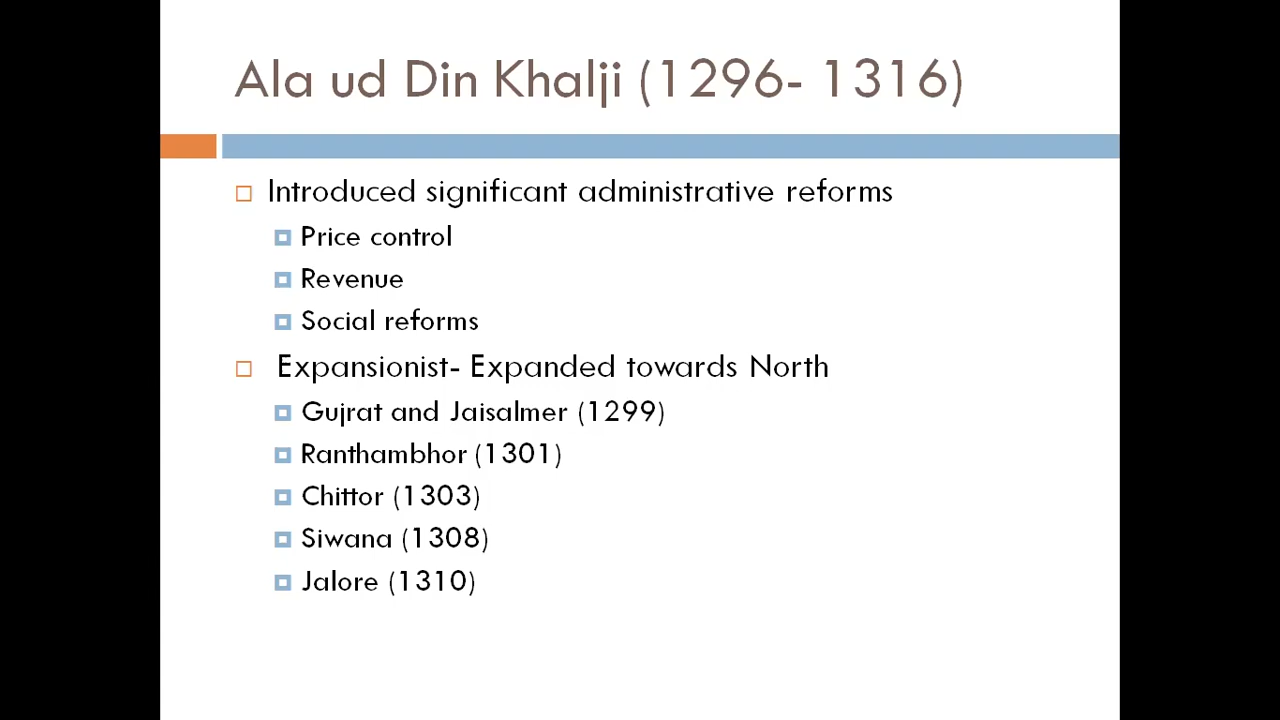 Ala ud Din Khalji (1296- 1316)
Introduced significant administrative reforms
Price control
Revenue
Social reforms
Expansionist- Expanded towards North
Gujrat and Jaisalmer (1299)
Ranthambhor (1301)
Chittor (1303)
Siwana (1308)
Jalore (1310)